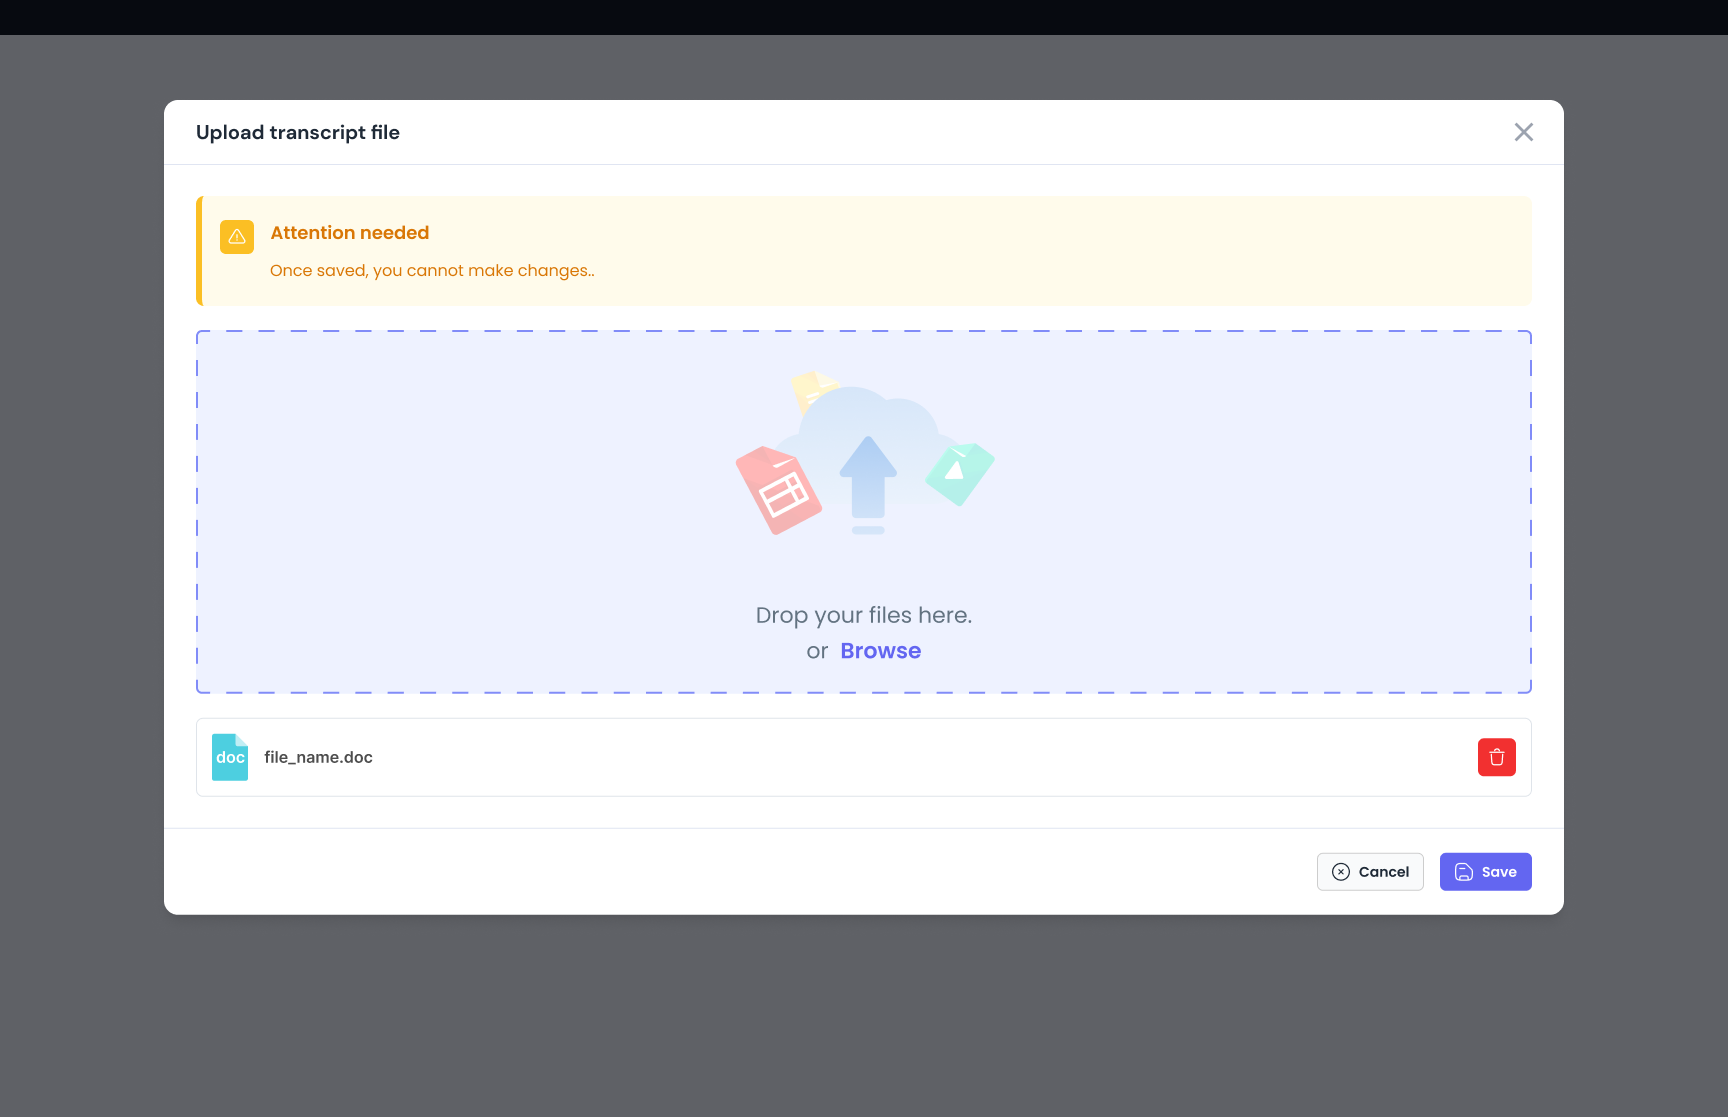 Upload transcript file
Attention needed
Once saved, you cannot make changes..
Drop your files here.
or Browse
doc file_name.doc
Cancel Save